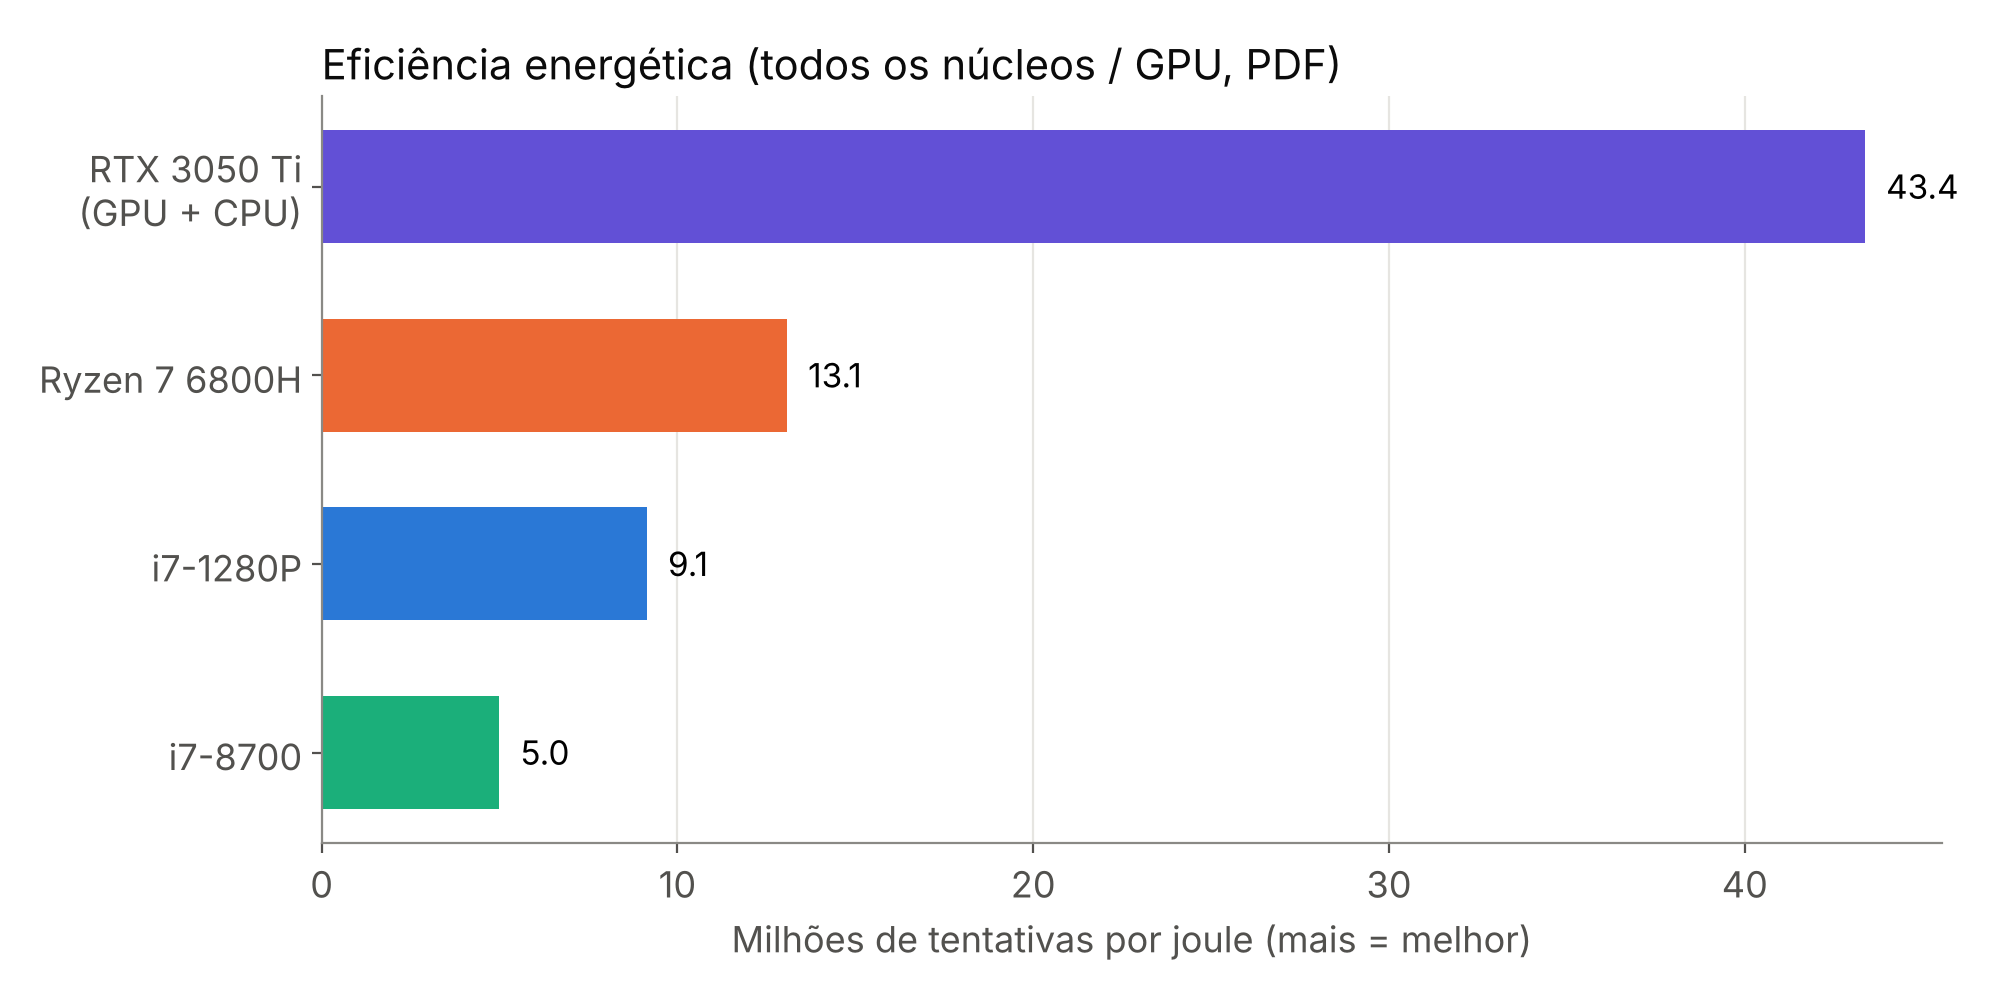 Eficiência energética (todos os núcleos / GPU, PDF)
RTX 3050 Ti
(GPU + CPU)
43.4
Ryzen 7 6800H
13.1
i7-1280P
9.1
i7-8700
5.0
0 10 20 30 40
Milhões de tentativas por joule (mais = melhor)